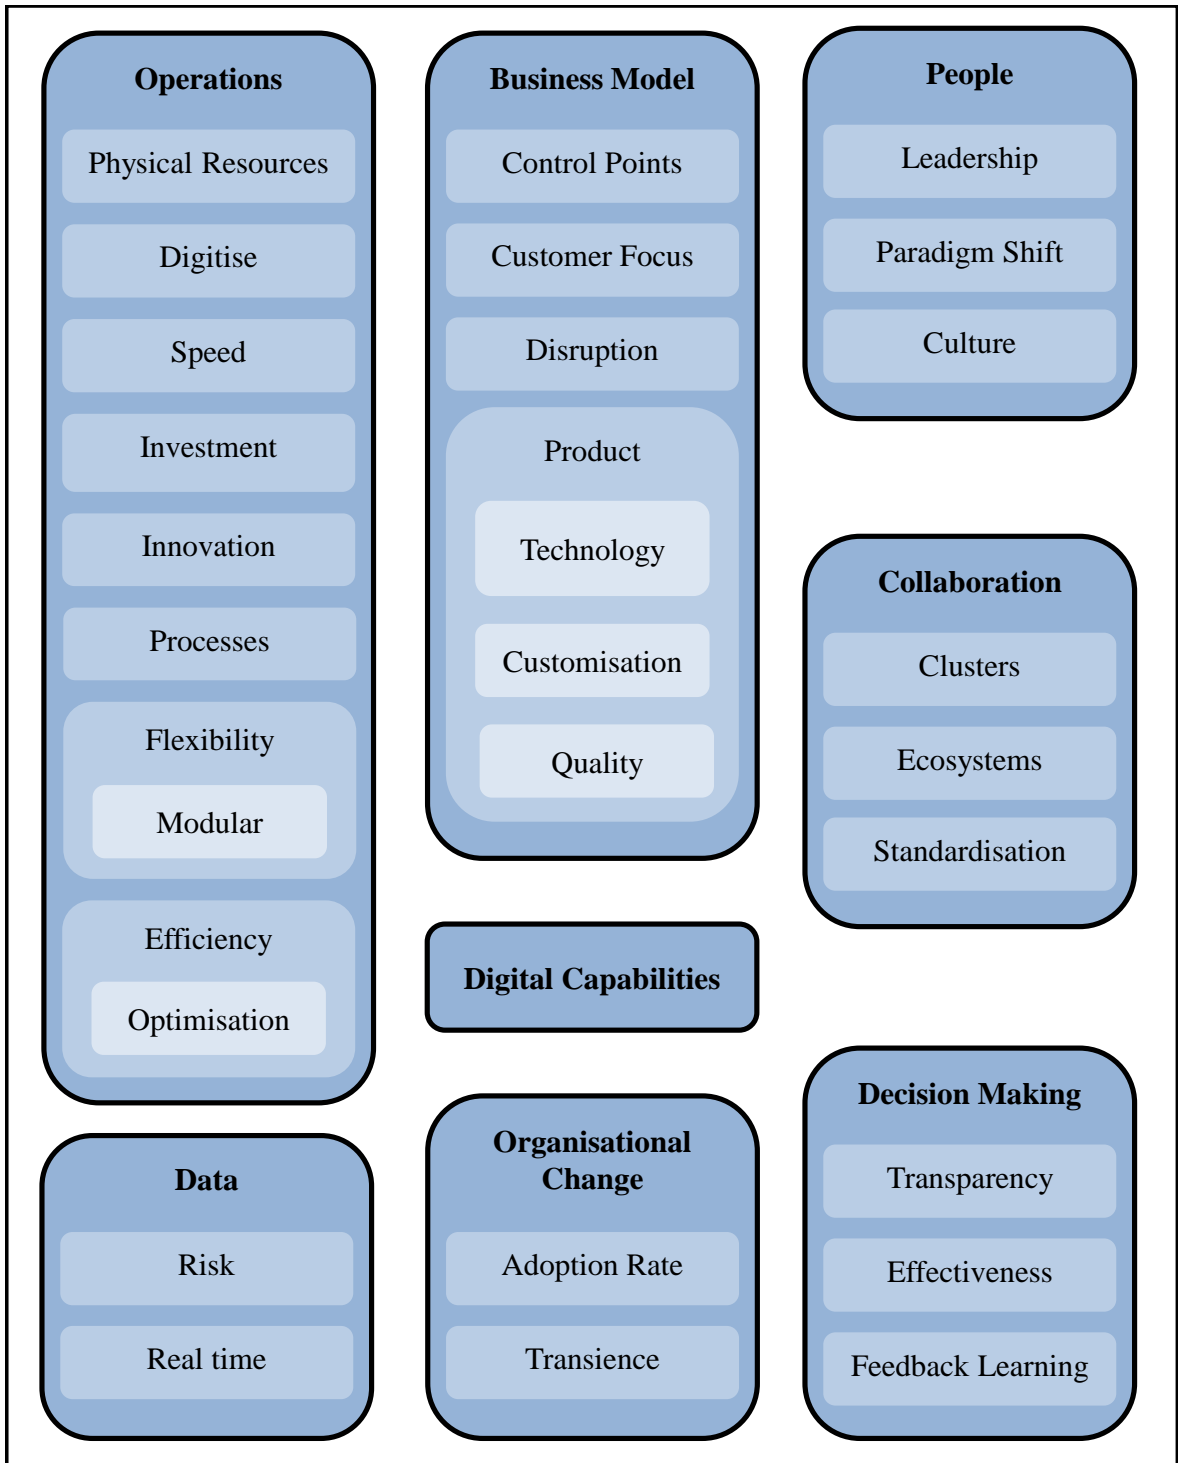 Operations
Physical Resources
Digitise
Speed
Investment
Innovation
Processes
Flexibility
Modular
Efficiency
Optimisation
Data
Risk
Real time
Business Model
Control Points
Customer Focus
Disruption
Product
Technology
Customisation
Quality
Digital Capabilities
Organisational
Change
Adoption Rate
Transience
People
Leadership
Paradigm Shift
Culture
Collaboration
Clusters
Ecosystems
Standardisation
Decision Making
Transparency
Effectiveness
Feedback Learning